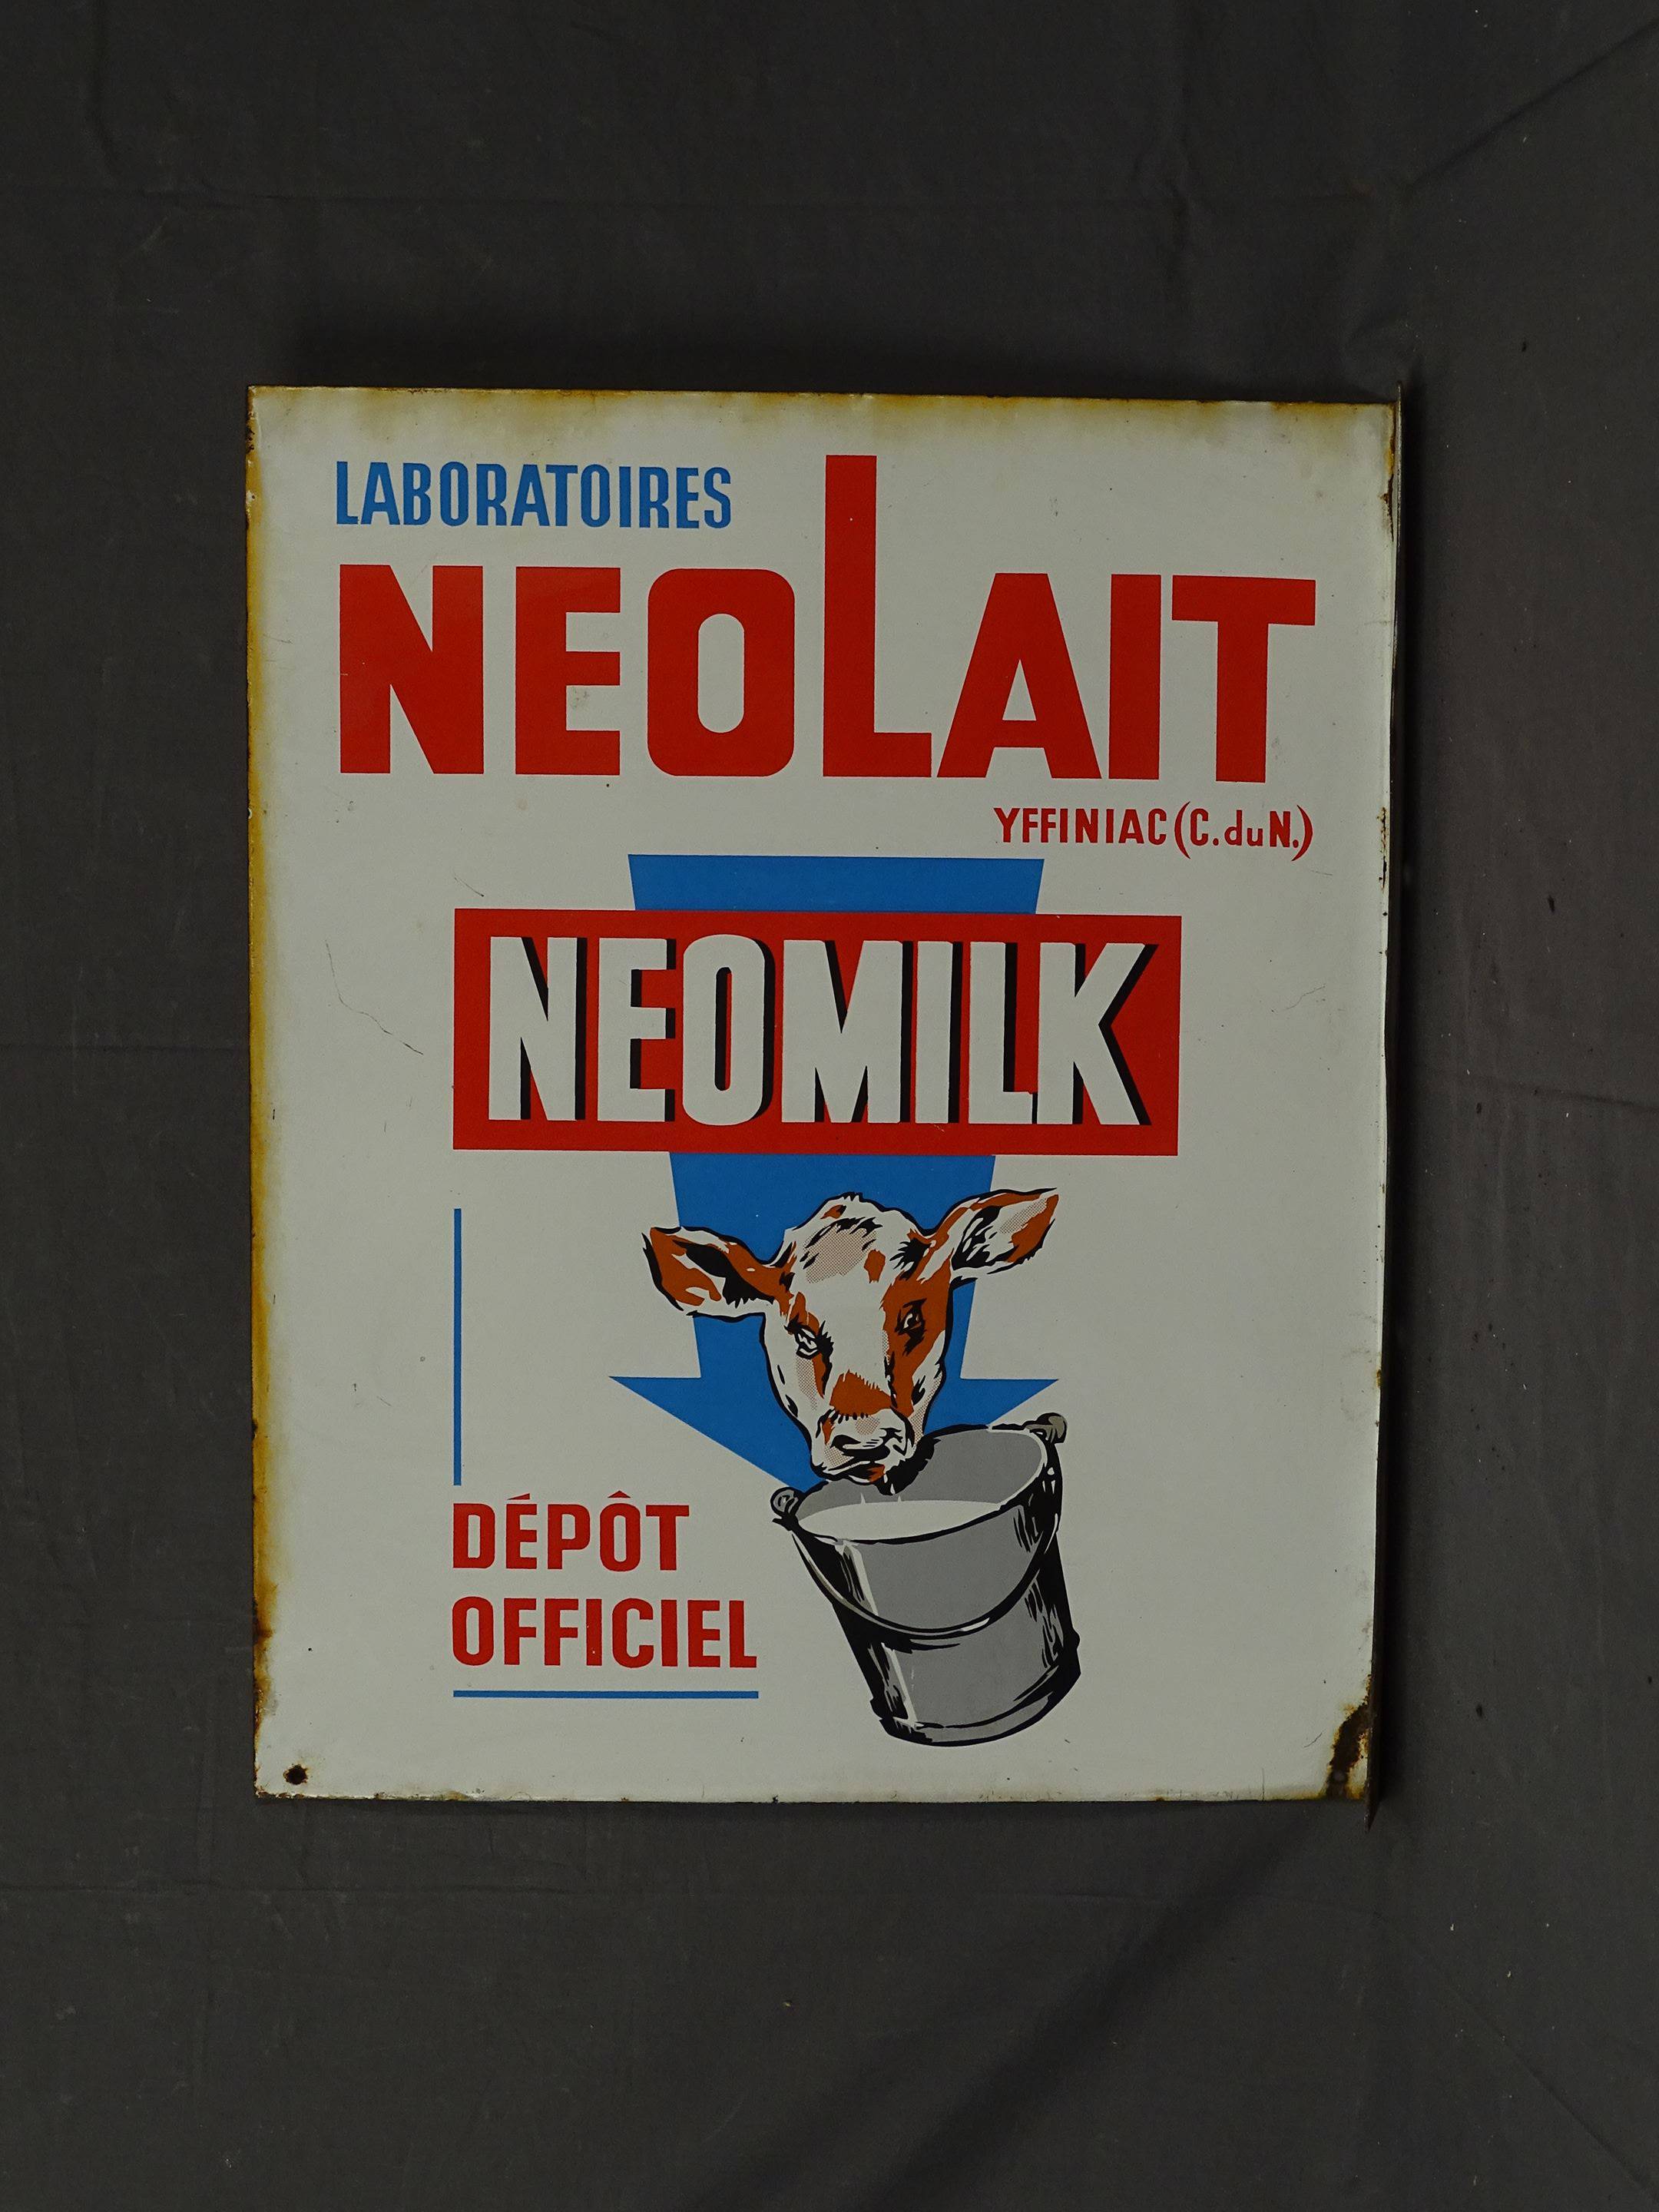 LABORATOIRES
NEOLAIT
YFFINIAC (C. du N.)
NEOMILK
DÉPÔT
OFFICIEL